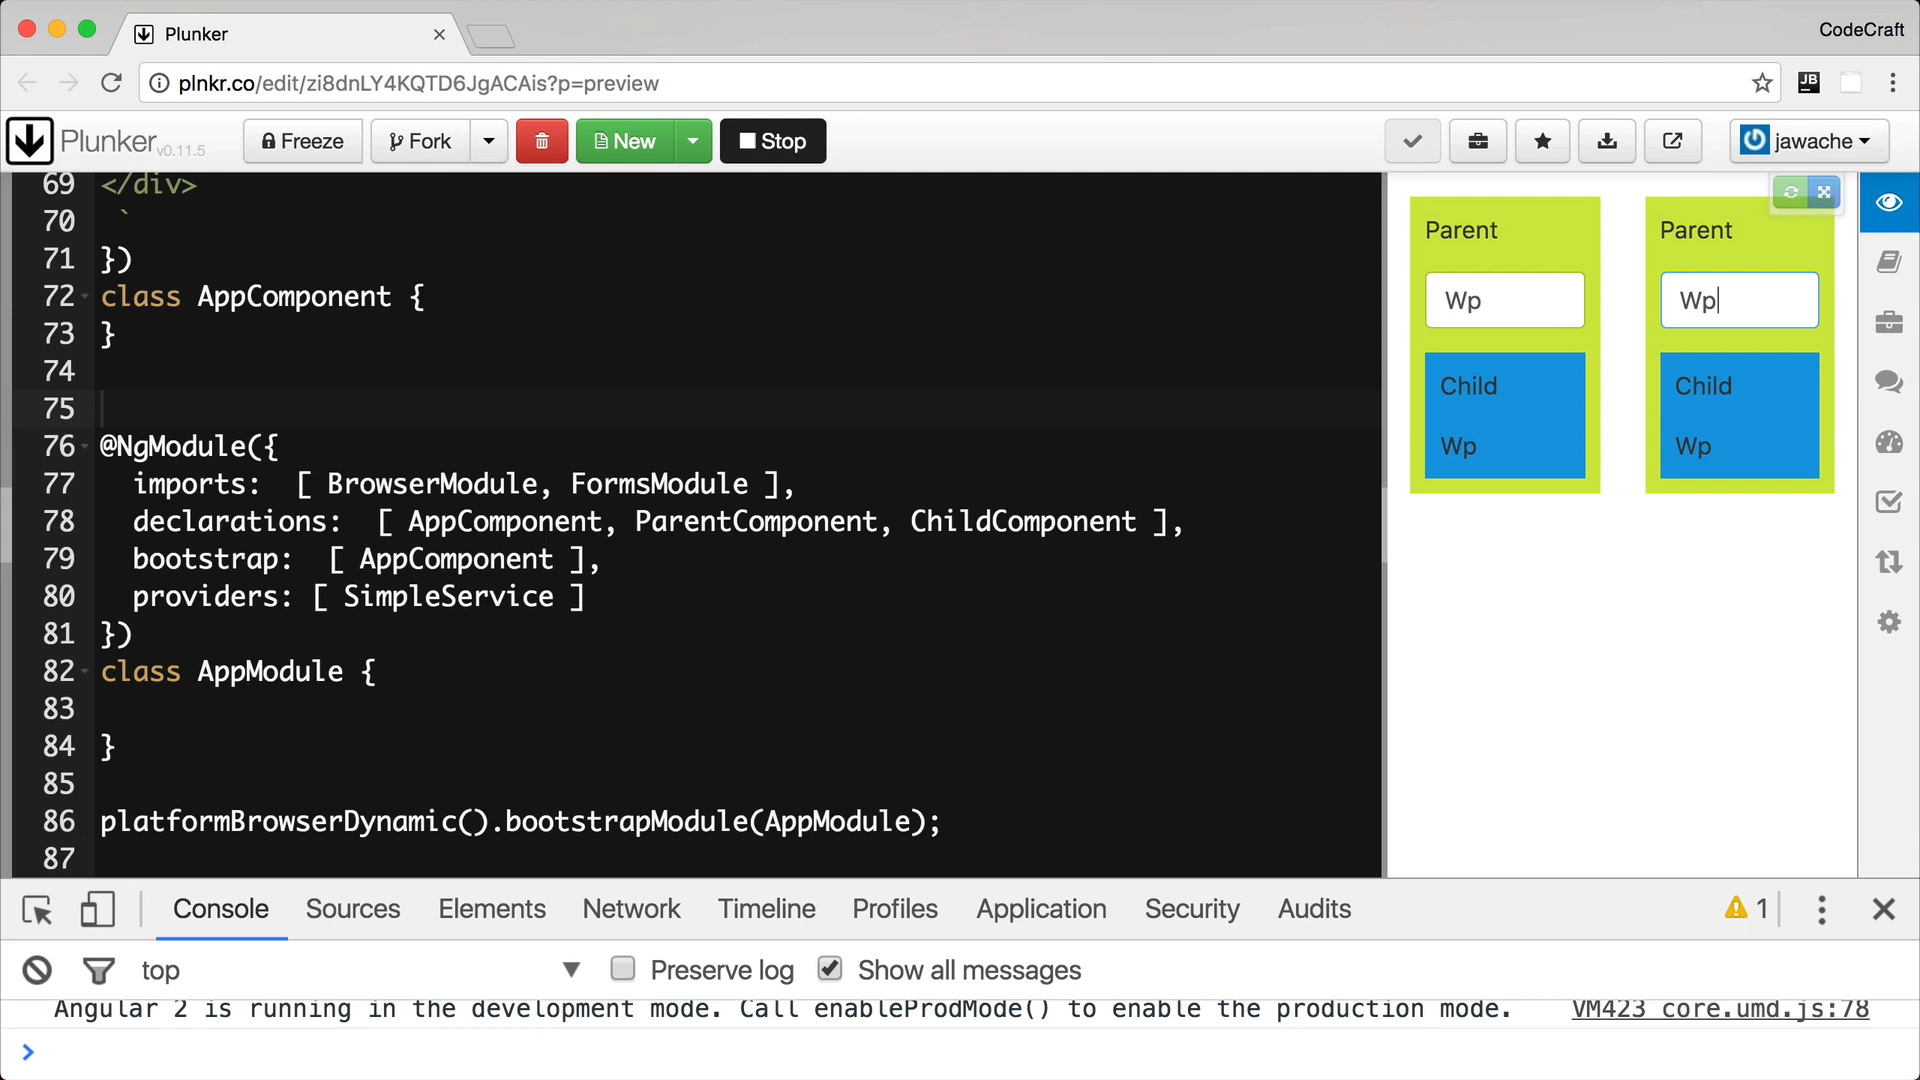 Plunker
CodeCraft
plnkr.co/edit/zi8dnLY4KQTD6JgACAis?p=preview
JB
Plunker v0.11.5
Freeze
Fork
New
Stop
jawache
69 </div>
70 `
71 })
72 class AppComponent {
73 }
74
75
76 @NgModule({
77 imports: [ BrowserModule, FormsModule ],
78 declarations: [ AppComponent, ParentComponent, ChildComponent ],
79 bootstrap: [ AppComponent ],
80 providers: [ SimpleService ]
81 })
82 class AppModule {
83
84 }
85
86 platformBrowserDynamic().bootstrapModule(AppModule);
87
Parent
Wp
Child
Wp
Parent
Wp
Child
Wp
Console Sources Elements Network Timeline Profiles Application Security Audits 1
top Preserve log Show all messages
Angular 2 is running in the development mode. Call enableProdMode() to enable the production mode. VM423 core.umd.js:78
>